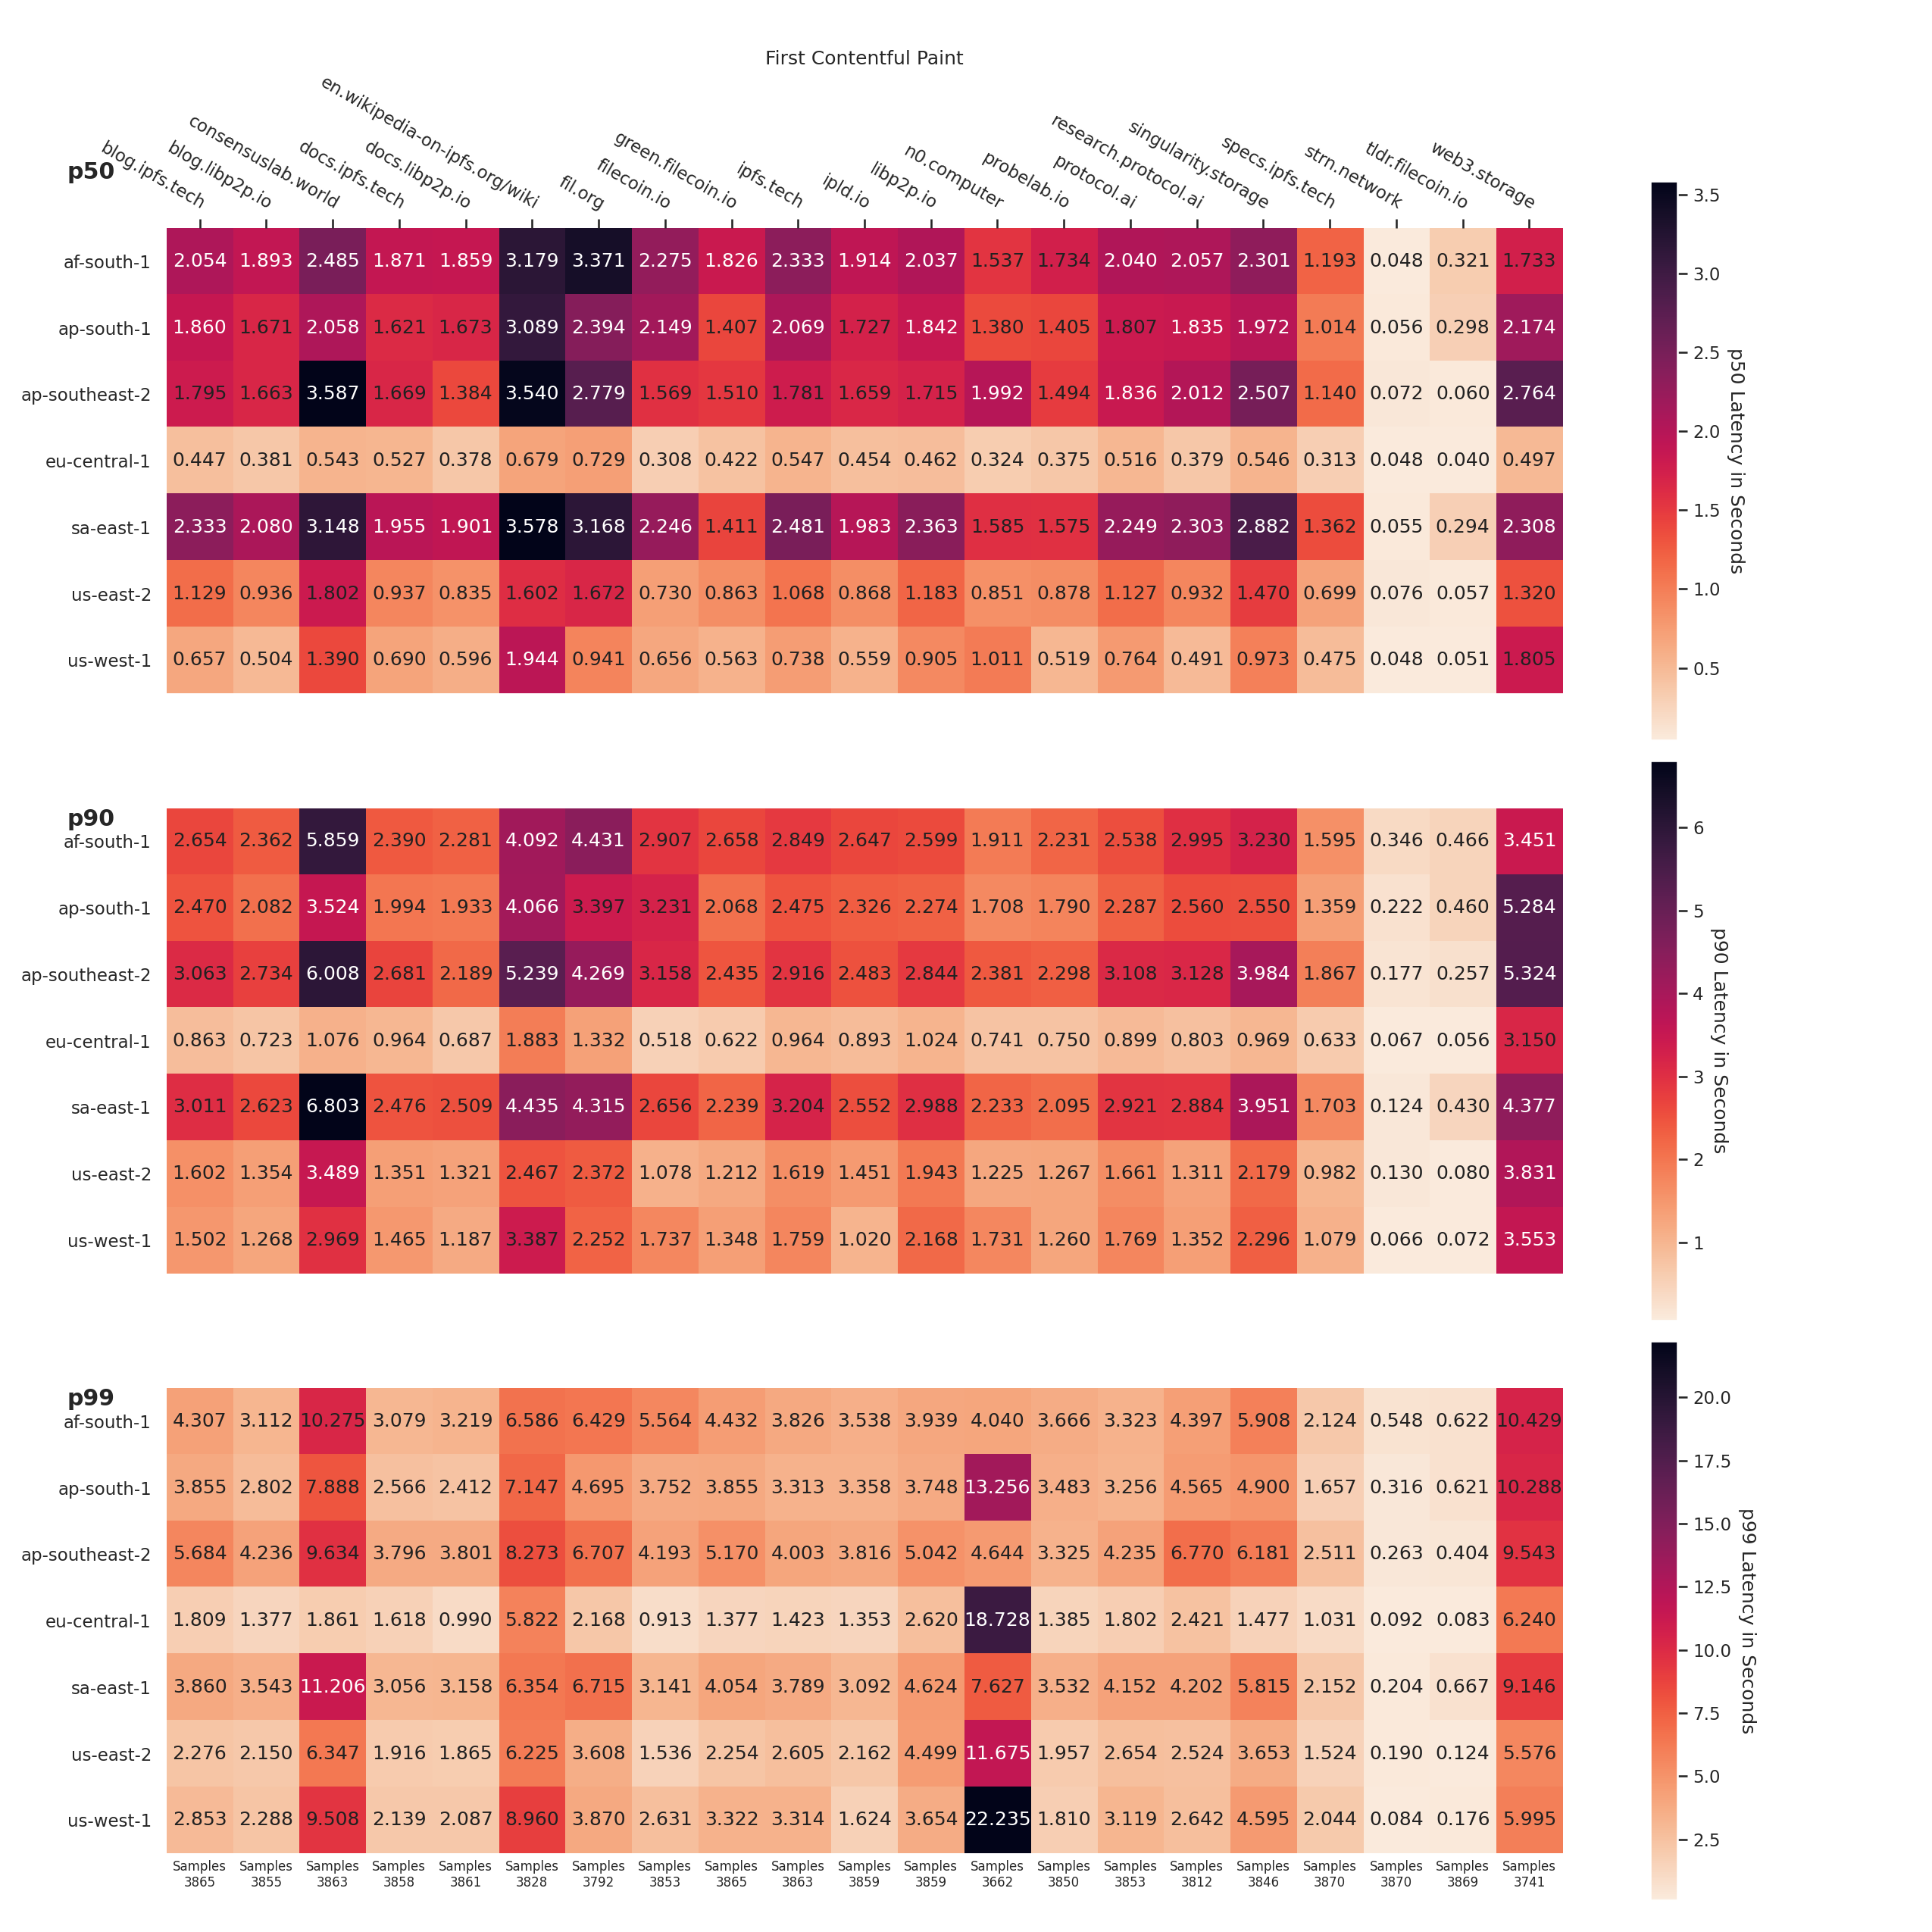 First Contentful Paint
p50
blog.ipfs.tech
blog.libp2p.io
consensuslab.world
docs.ipfs.tech
docs.libp2p.io
en.wikipedia-on-ipfs.org/wiki
fil.org
filecoin.io
green.filecoin.io
ipfs.tech
ipld.io
libp2p.io
n0.computer
probelab.io
protocol.ai
research.protocol.ai
singularity.storage
specs.ipfs.tech
strn.network
tldr.filecoin.io
web3.storage
af-south-1 2.054 1.893 2.485 1.871 1.859 3.179 3.371 2.275 1.826 2.333 1.914 2.037 1.537 1.734 2.040 2.057 2.301 1.193 0.048 0.321 1.733
ap-south-1 1.860 1.671 2.058 1.621 1.673 3.089 2.394 2.149 1.407 2.069 1.727 1.842 1.380 1.405 1.807 1.835 1.972 1.014 0.056 0.298 2.174
ap-southeast-2 1.795 1.663 3.587 1.669 1.384 3.540 2.779 1.569 1.510 1.781 1.659 1.715 1.992 1.494 1.836 2.012 2.507 1.140 0.072 0.060 2.764
eu-central-1 0.447 0.381 0.543 0.527 0.378 0.679 0.729 0.308 0.422 0.547 0.454 0.462 0.324 0.375 0.516 0.379 0.546 0.313 0.048 0.040 0.497
sa-east-1 2.333 2.080 3.148 1.955 1.901 3.578 3.168 2.246 1.411 2.481 1.983 2.363 1.585 1.575 2.249 2.303 2.882 1.362 0.055 0.294 2.308
us-east-2 1.129 0.936 1.802 0.937 0.835 1.602 1.672 0.730 0.863 1.068 0.868 1.183 0.851 0.878 1.127 0.932 1.470 0.699 0.076 0.057 1.320
us-west-1 0.657 0.504 1.390 0.690 0.596 1.944 0.941 0.656 0.563 0.738 0.559 0.905 1.011 0.519 0.764 0.491 0.973 0.475 0.048 0.051 1.805
3.5
3.0
2.5
2.0
1.5
1.0
0.5
p50 Latency in Seconds
p90
af-south-1 2.654 2.362 5.859 2.390 2.281 4.092 4.431 2.907 2.658 2.849 2.647 2.599 1.911 2.231 2.538 2.995 3.230 1.595 0.346 0.466 3.451
ap-south-1 2.470 2.082 3.524 1.994 1.933 4.066 3.397 3.231 2.068 2.475 2.326 2.274 1.708 1.790 2.287 2.560 2.550 1.359 0.222 0.460 5.284
ap-southeast-2 3.063 2.734 6.008 2.681 2.189 5.239 4.269 3.158 2.435 2.916 2.483 2.844 2.381 2.298 3.108 3.128 3.984 1.867 0.177 0.257 5.324
eu-central-1 0.863 0.723 1.076 0.964 0.687 1.883 1.332 0.518 0.622 0.964 0.893 1.024 0.741 0.750 0.899 0.803 0.969 0.633 0.067 0.056 3.150
sa-east-1 3.011 2.623 6.803 2.476 2.509 4.435 4.315 2.656 2.239 3.204 2.552 2.988 2.233 2.095 2.921 2.884 3.951 1.703 0.124 0.430 4.377
us-east-2 1.602 1.354 3.489 1.351 1.321 2.467 2.372 1.078 1.212 1.619 1.451 1.943 1.225 1.267 1.661 1.311 2.179 0.982 0.130 0.080 3.831
us-west-1 1.502 1.268 2.969 1.465 1.187 3.387 2.252 1.737 1.348 1.759 1.020 2.168 1.731 1.260 1.769 1.352 2.296 1.079 0.066 0.072 3.553
6
5
4
3
2
1
p90 Latency in Seconds
p99
af-south-1 4.307 3.112 10.275 3.079 3.219 6.586 6.429 5.564 4.432 3.826 3.538 3.939 4.040 3.666 3.323 4.397 5.908 2.124 0.548 0.622 10.429
ap-south-1 3.855 2.802 7.888 2.566 2.412 7.147 4.695 3.752 3.855 3.313 3.358 3.748 13.256 3.483 3.256 4.565 4.900 1.657 0.316 0.621 10.288
ap-southeast-2 5.684 4.236 9.634 3.796 3.801 8.273 6.707 4.193 5.170 4.003 3.816 5.042 4.644 3.325 4.235 6.770 6.181 2.511 0.263 0.404 9.543
eu-central-1 1.809 1.377 1.861 1.618 0.990 5.822 2.168 0.913 1.377 1.423 1.353 2.620 18.728 1.385 1.802 2.421 1.477 1.031 0.092 0.083 6.240
sa-east-1 3.860 3.543 11.206 3.056 3.158 6.354 6.715 3.141 4.054 3.789 3.092 4.624 7.627 3.532 4.152 4.202 5.815 2.152 0.204 0.667 9.146
us-east-2 2.276 2.150 6.347 1.916 1.865 6.225 3.608 1.536 2.254 2.605 2.162 4.499 11.675 1.957 2.654 2.524 3.653 1.524 0.190 0.124 5.576
us-west-1 2.853 2.288 9.508 2.139 2.087 8.960 3.870 2.631 3.322 3.314 1.624 3.654 22.235 1.810 3.119 2.642 4.595 2.044 0.084 0.176 5.995
20.0
17.5
15.0
12.5
10.0
7.5
5.0
2.5
p99 Latency in Seconds
Samples Samples Samples Samples Samples Samples Samples Samples Samples Samples Samples Samples Samples Samples Samples Samples Samples Samples Samples Samples Samples
3865 3855 3863 3858 3861 3828 3792 3853 3865 3863 3859 3859 3662 3850 3853 3812 3846 3870 3870 3869 3741